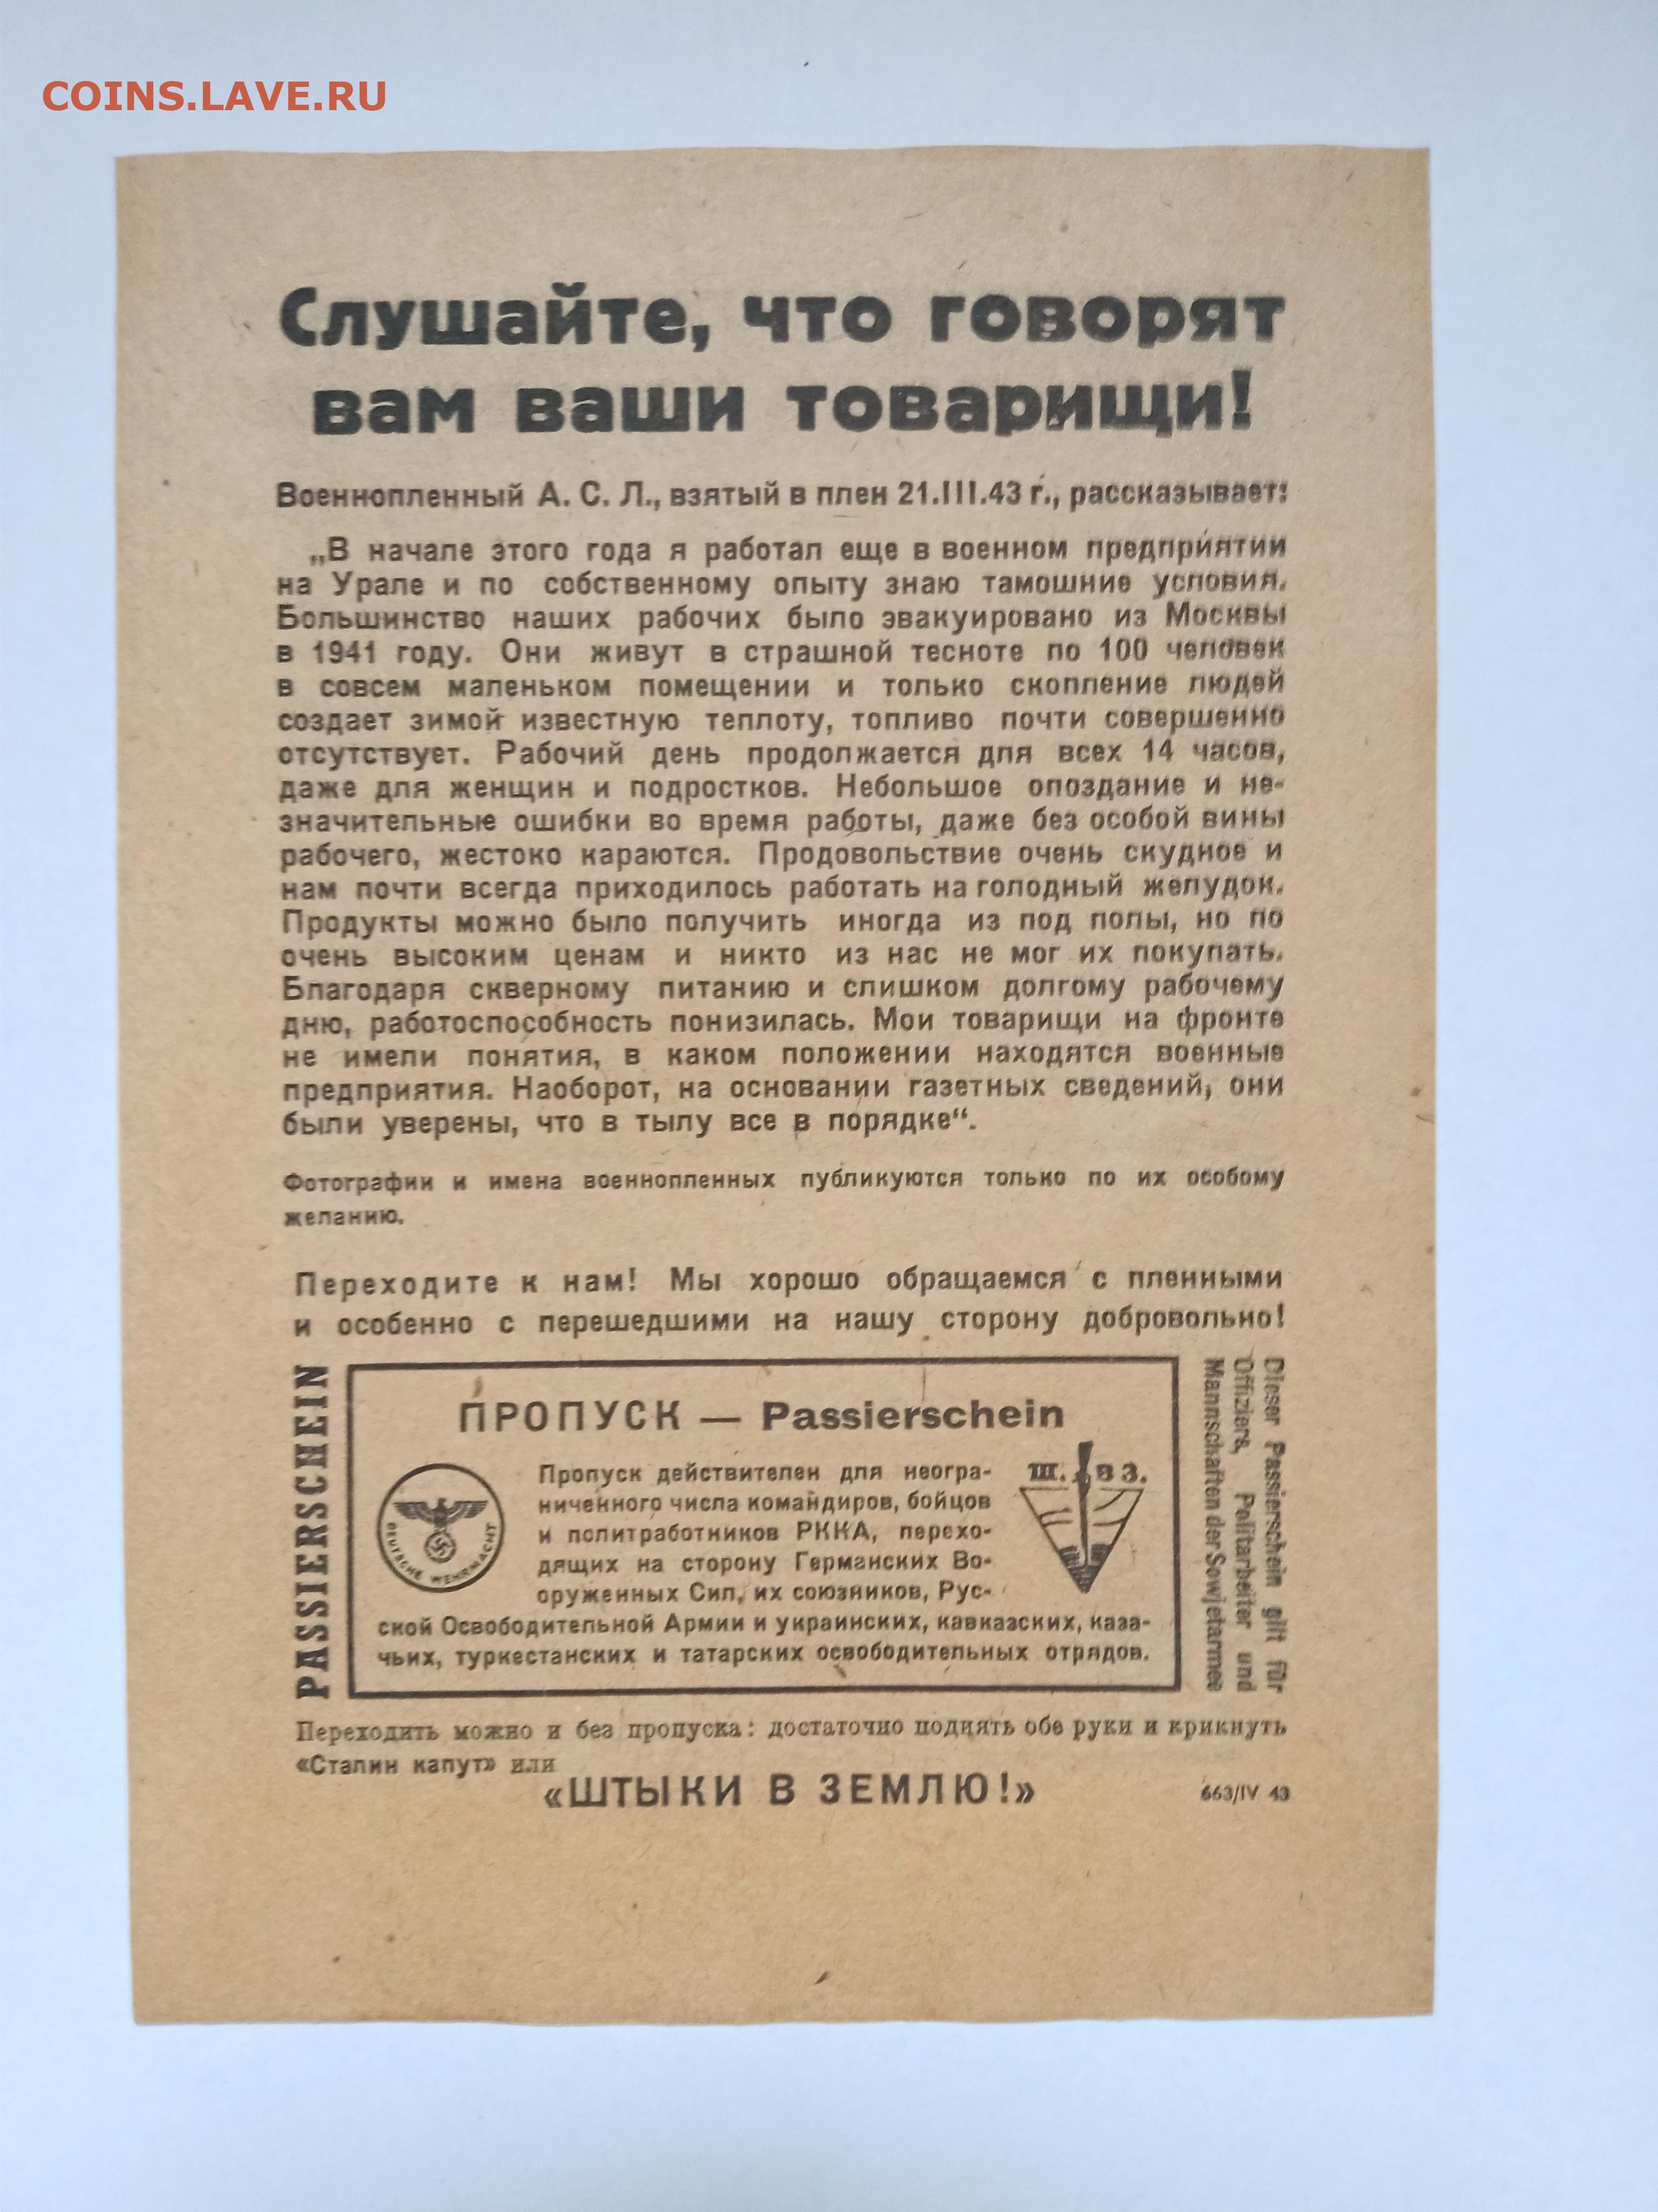 COINS.LAVE.RU
Слушайте, что говорят
вам ваши товарищи!
Военнопленный А. С. Л., взятый в плен 21.III.43 г., рассказывает:
„В начале этого года я работал еще в военном предприятии
на Урале и по собственному опыту знаю тамошние условия.
Большинство наших рабочих было эвакуировано из Москвы
в 1941 году. Они живут в страшной тесноте по 100 человек
в совсем маленьком помещении и только скопление людей
создает зимой известную теплоту, топливо почти совершенно
отсутствует. Рабочий день продолжается для всех 14 часов,
даже для женщин и подростков. Небольшое опоздание и не-
значительные ошибки во время работы, даже без особой вины
рабочего, жестоко караются. Продовольствие очень скудное и
нам почти всегда приходилось работать на голодный желудок.
Продукты можно было получить иногда из под полы, но по
очень высоким ценам и никто из нас не мог их покупать.
Благодаря скверному питанию и слишком долгому рабочему
дню, работоспособность понизилась. Мои товарищи на фронте
не имели понятия, в каком положении находятся военные
предприятия. Наоборот, на основании газетных сведений, они
были уверены, что в тылу все в порядке“.
Фотографии и имена военнопленных публикуются только по их особому
желанию.
Переходите к нам! Мы хорошо обращаемся с пленными
и особенно с перешедшими на нашу сторону добровольно!
PASSIERSCHEIN
ПРОПУСК — Passierschein
DEUTSCHE WEHRMACHT
Пропуск действителен для неогра-
ниченного числа командиров, бойцов
и политработников РККА, перехо-
дящих на сторону Германских Во-
оруженных Сил, их союзников, Рус-
ской Освободительной Армии и украинских, кавказских, каза-
чьих, туркестанских и татарских освободительных отрядов.
Ш. В З.
Dieser Passierschein gilt für
Offiziere, Politarbeiter und
Mannschaften der Sowjetarmee
Переходить можно и без пропуска: достаточно поднять обе руки и крикнуть
«Сталин капут» или
«ШТЫКИ В ЗЕМЛЮ!»
663/IV 43